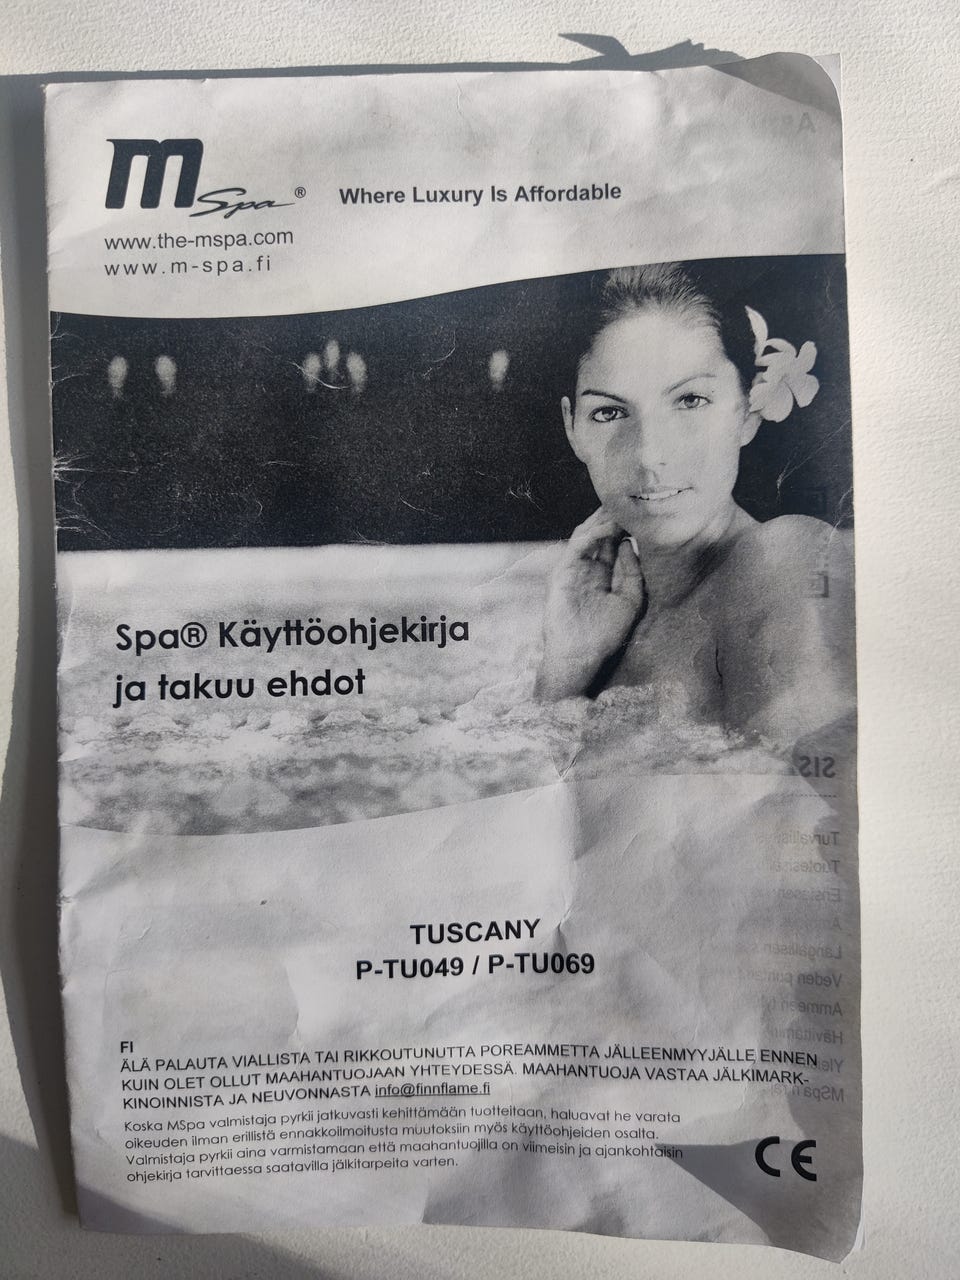 mSpa® Where Luxury Is Affordable
www.the-mspa.com
www.m-spa.fi
Spa® Käyttöohjekirja
ja takuu ehdot
TUSCANY
P-TU049 / P-TU069
FI
ÄLÄ PALAUTA VIALLISTA TAI RIKKOUTUNUTTA POREAMMETTA JÄLLEENMYYJÄLLE ENNEN
KUIN OLET OLLUT MAAHANTUOJAAN YHTEYDESSÄ. MAAHANTUOJA VASTAA JÄLKIMARK-
KINOINNISTA JA NEUVONNASTA info@finnflame.fi
Koska MSpa valmistaja pyrkii jatkuvasti kehittämään tuotteitaan, haluavat he varata
oikeuden ilman erillistä ennakkoilmoitusta muutoksiin myös käyttöohjeiden osalta.
Valmistaja pyrkii aina varmistamaan että maahantuojilla on viimeisin ja ajankohtaisin
ohjekirja tarvittaessa saatavilla jälkitarpeita varten.
CE